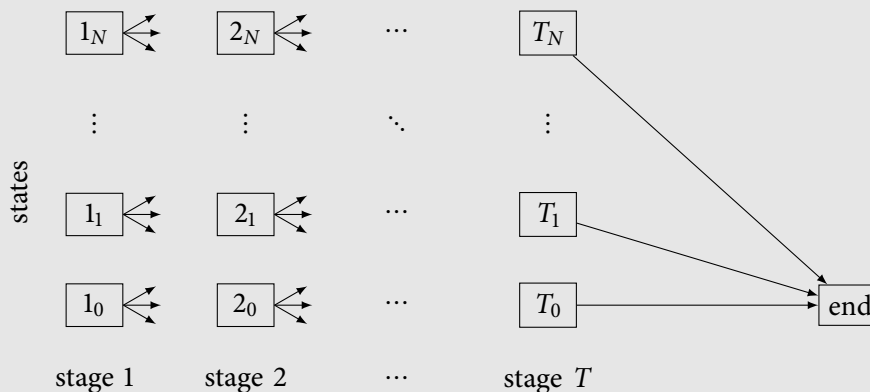 1_N 2_N ⋯ T_N
⋮ ⋮ ⋱ ⋮
states
1_1 2_1 ⋯ T_1
1_0 2_0 ⋯ T_0 end
stage 1 stage 2 ⋯ stage T